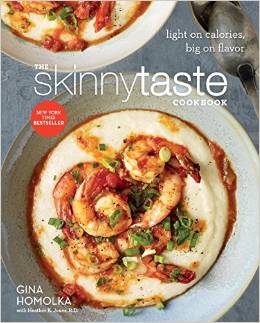 light on calories,
big on flavor
THE
skinnytaste
COOKBOOK
NEW YORK
TIMES
BESTSELLER
GINA
HOMOLKA
with Heather K. Jones, R.D.